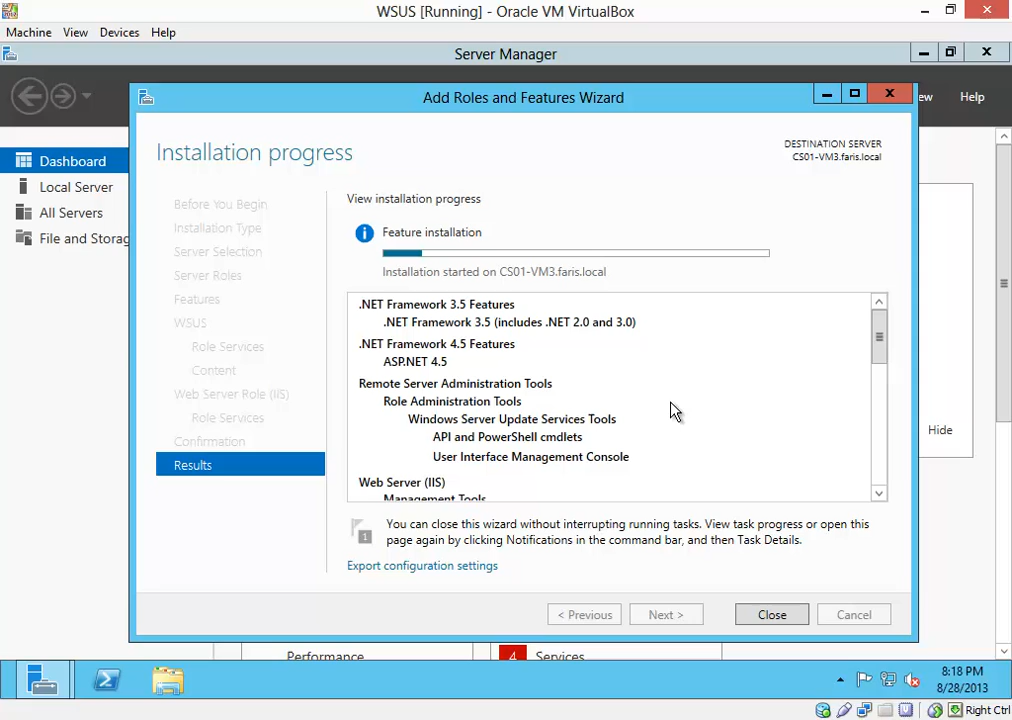 WSUS [Running] - Oracle VM VirtualBox
Machine View Devices Help
Server Manager
Add Roles and Features Wizard
Help
Installation progress
DESTINATION SERVER
CS01-VM3.faris.local
Dashboard
Local Server
All Servers
File and Storag
Before You Begin
Installation Type
Server Selection
Server Roles
Features
WSUS
Role Services
Content
Web Server Role (IIS)
Role Services
Confirmation
Results
View installation progress
Feature installation
Installation started on CS01-VM3.faris.local
.NET Framework 3.5 Features
.NET Framework 3.5 (includes .NET 2.0 and 3.0)
.NET Framework 4.5 Features
ASP.NET 4.5
Remote Server Administration Tools
Role Administration Tools
Windows Server Update Services Tools
API and PowerShell cmdlets
User Interface Management Console
Web Server (IIS)
Management Tools
Hide
1
You can close this wizard without interrupting running tasks. View task progress or open this
page again by clicking Notifications in the command bar, and then Task Details.
Export configuration settings
< Previous Next > Close Cancel
Performance
4 Services
8:18 PM
8/28/2013
Right Ctrl